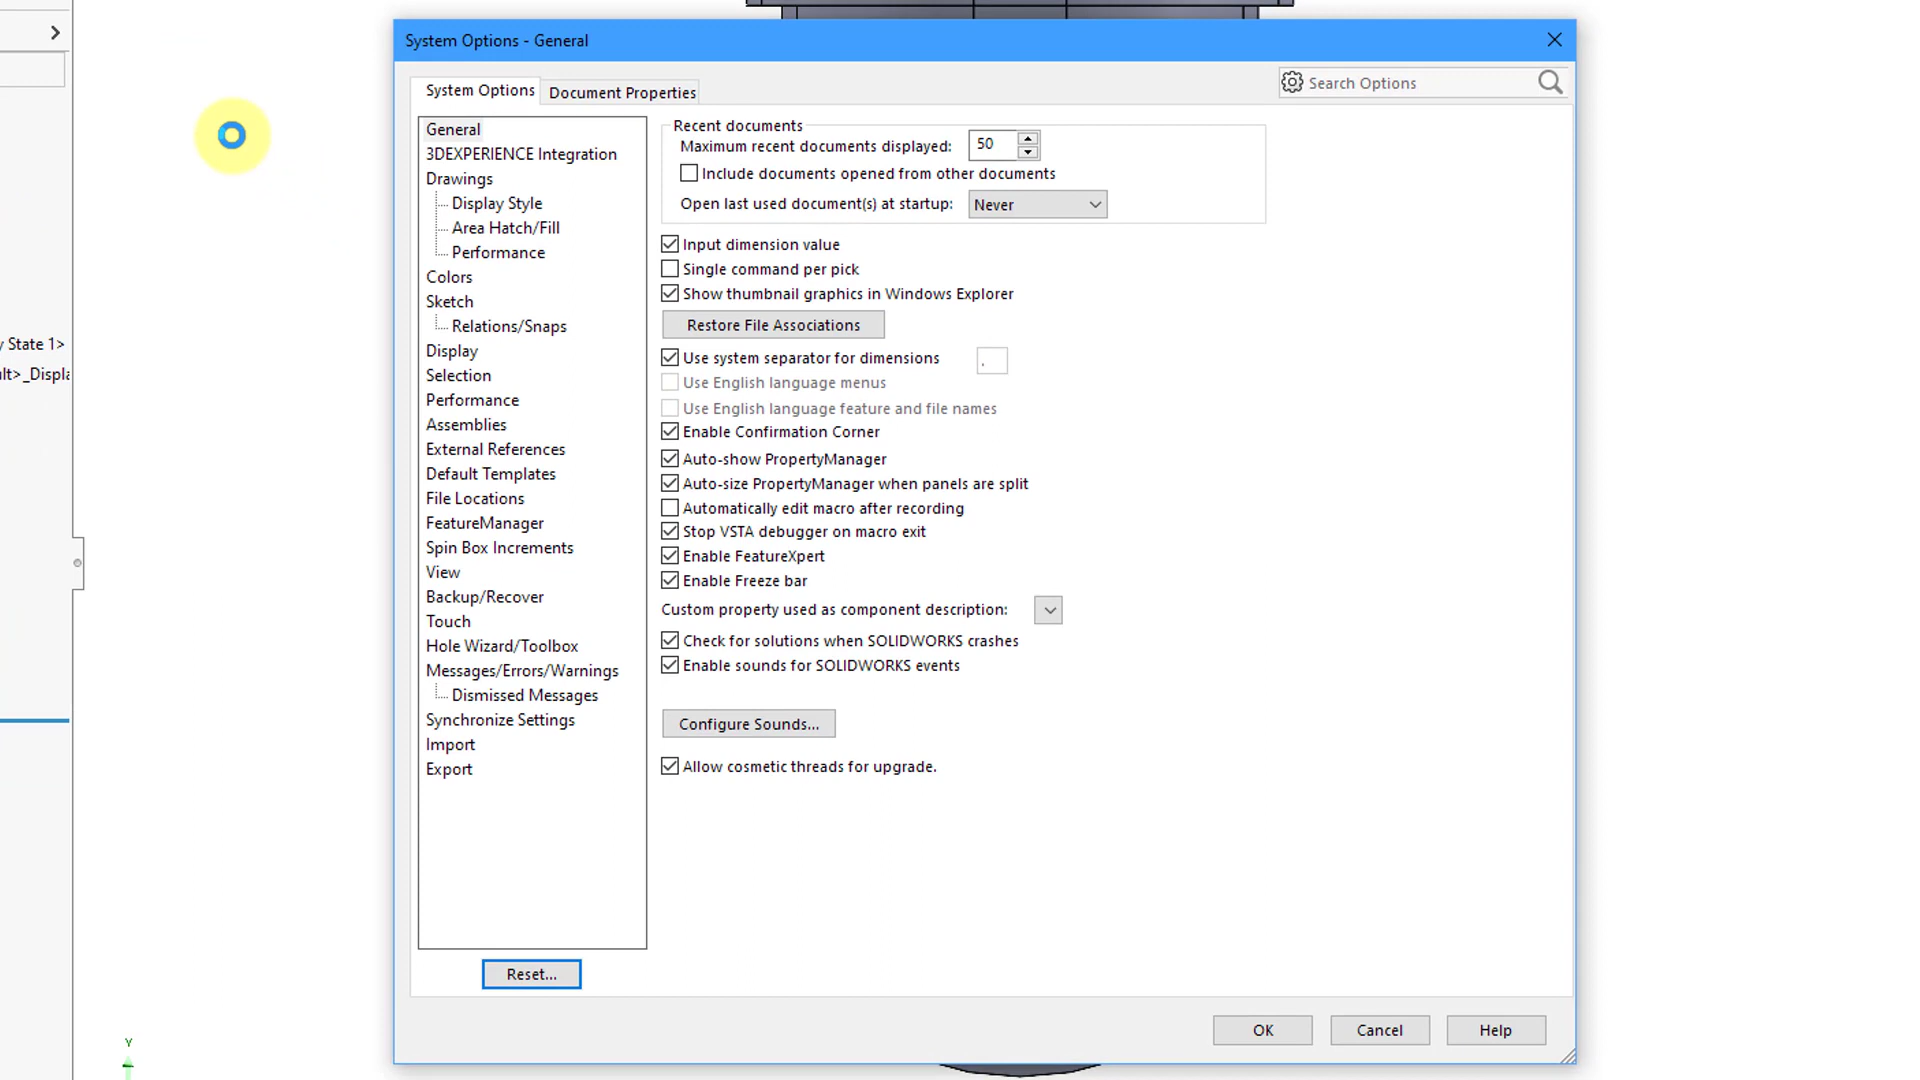 System Options - General
System Options
Document Properties
Search Options
General
3DEXPERIENCE Integration
Drawings
Display Style
Area Hatch/Fill
Performance
Colors
Sketch
Relations/Snaps
Display
Selection
Performance
Assemblies
External References
Default Templates
File Locations
FeatureManager
Spin Box Increments
View
Backup/Recover
Touch
Hole Wizard/Toolbox
Messages/Errors/Warnings
Dismissed Messages
Synchronize Settings
Import
Export
Reset...
Recent documents
Maximum recent documents displayed: 50
Include documents opened from other documents
Open last used document(s) at startup: Never
Input dimension value
Single command per pick
Show thumbnail graphics in Windows Explorer
Restore File Associations
Use system separator for dimensions .
Use English language menus
Use English language feature and file names
Enable Confirmation Corner
Auto-show PropertyManager
Auto-size PropertyManager when panels are split
Automatically edit macro after recording
Stop VSTA debugger on macro exit
Enable FeatureXpert
Enable Freeze bar
Custom property used as component description:
Check for solutions when SOLIDWORKS crashes
Enable sounds for SOLIDWORKS events
Configure Sounds...
Allow cosmetic threads for upgrade.
OK
Cancel
Help
y State 1>
ult>_Displa
Y